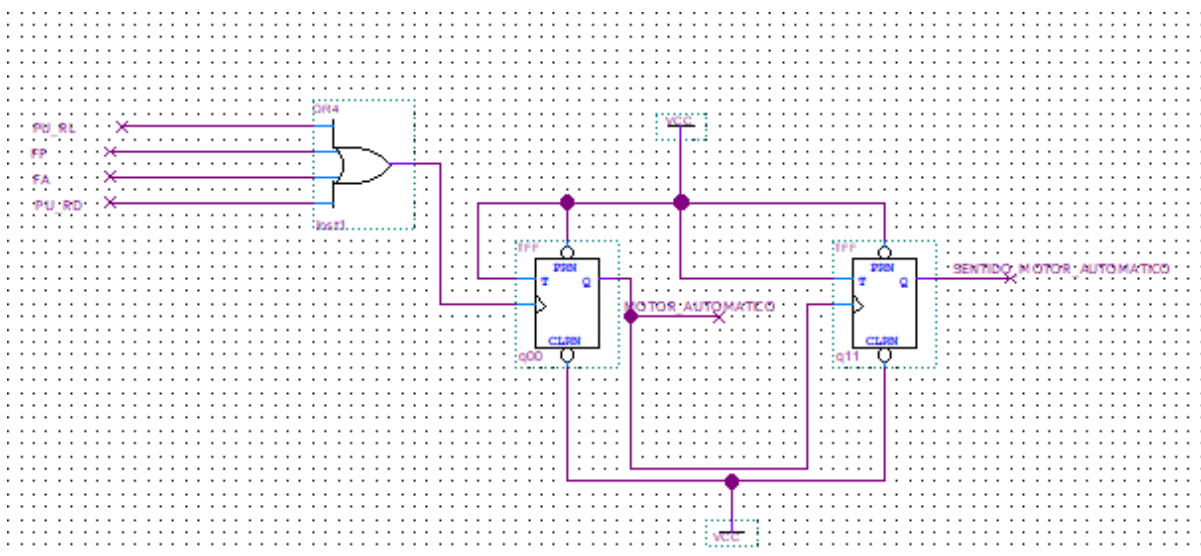 OR4
PU_RL
FP
FA
PU_RD
inst1
VCC
TFF
PRN
T
Q
CLRN
q00
MOTOR_AUTOMATICO
TFF
PRN
T
Q
CLRN
q11
SENTIDO_MOTOR_AUTOMATICO
VCC